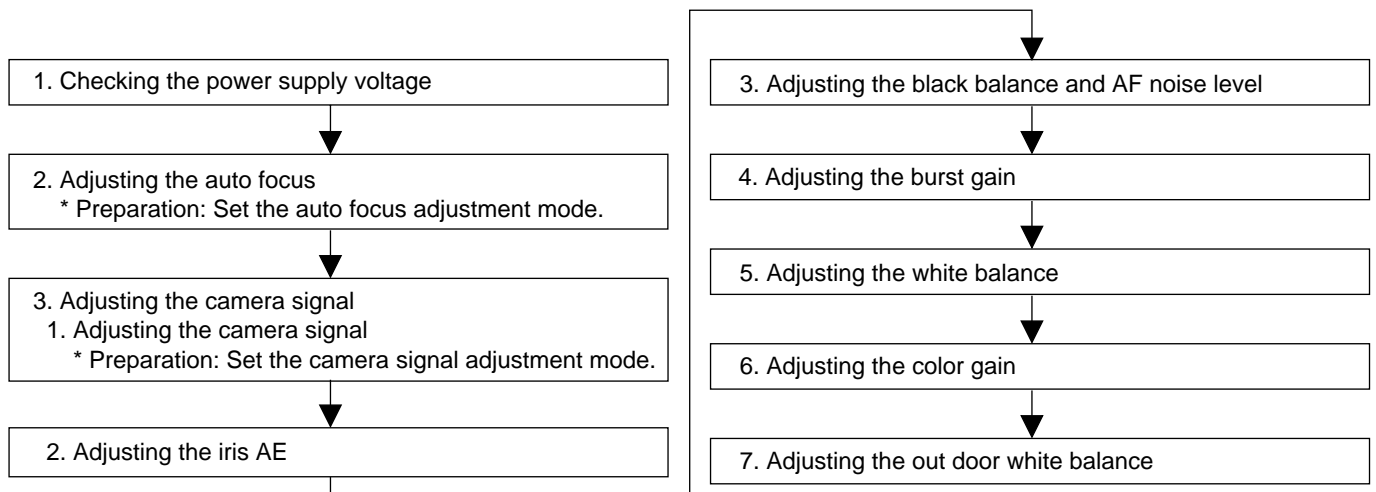 1. Checking the power supply voltage
2. Adjusting the auto focus
* Preparation: Set the auto focus adjustment mode.
3. Adjusting the camera signal
1. Adjusting the camera signal
* Preparation: Set the camera signal adjustment mode.
2. Adjusting the iris AE
3. Adjusting the black balance and AF noise level
4. Adjusting the burst gain
5. Adjusting the white balance
6. Adjusting the color gain
7. Adjusting the out door white balance